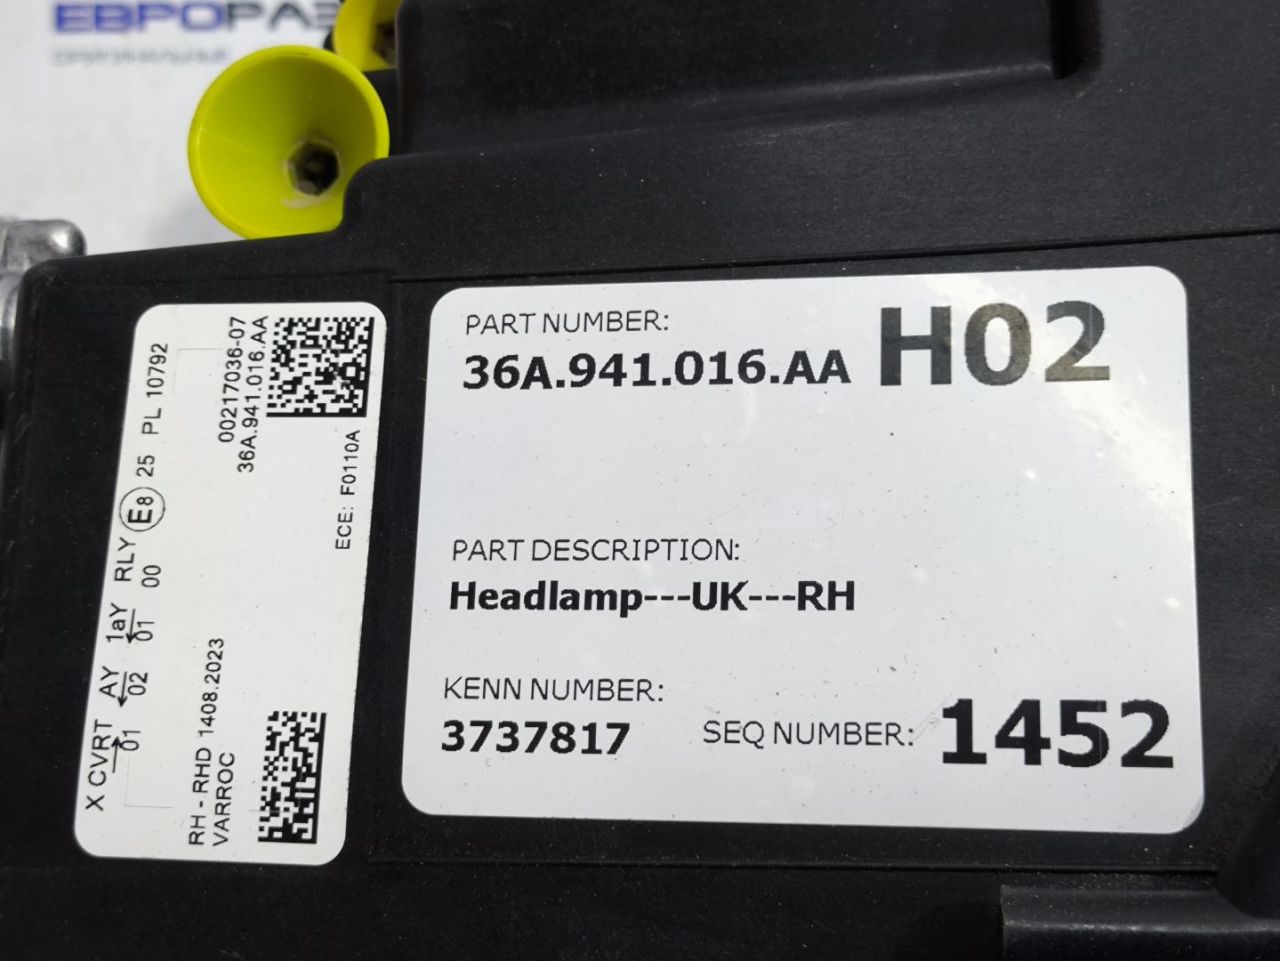 ЕВРОРАЗ
ОРИГИНАЛЬНЫЕ
X CVRT AY 1aY RLY E8 25 PL 10792
01 02 01 00
RH - RHD 1408.2023
VARROC
00217036-07
36A.941.016.AA
ECE: F0110A
PART NUMBER:
36A.941.016.AA H02
PART DESCRIPTION:
Headlamp---UK---RH
KENN NUMBER:
3737817
SEQ NUMBER: 1452